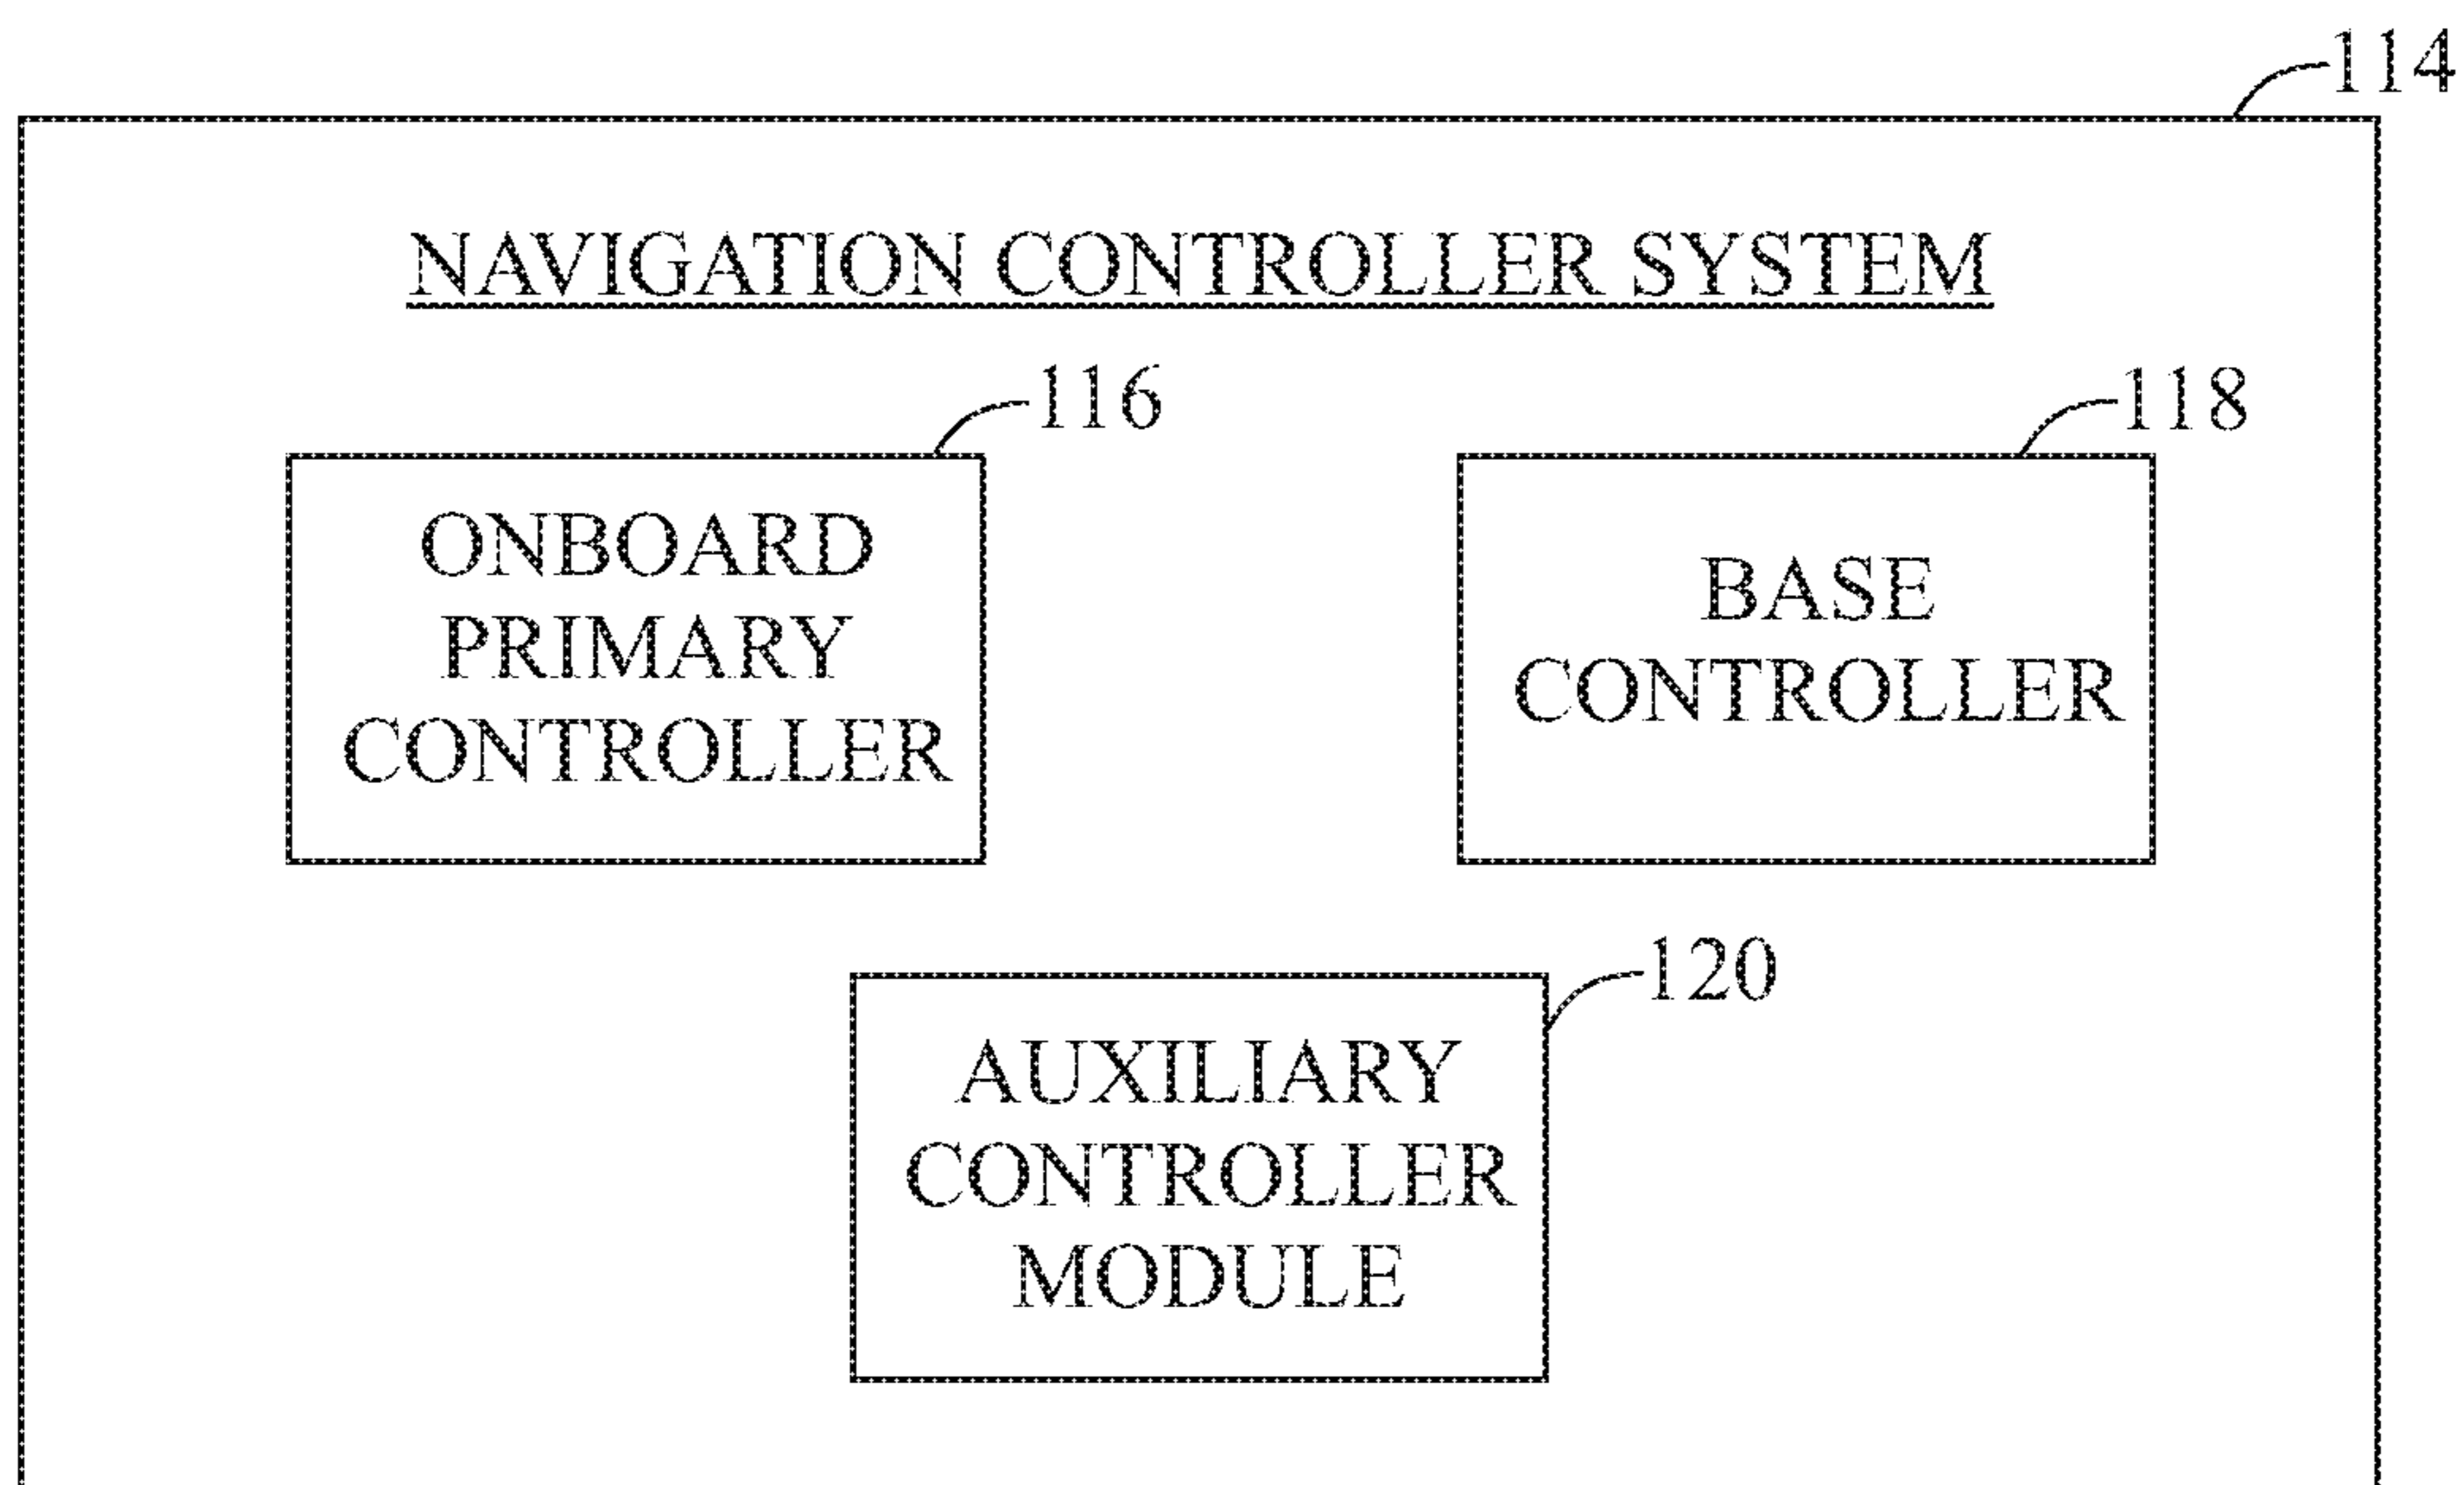 114
NAVIGATION CONTROLLER SYSTEM
116
118
ONBOARD
PRIMARY
CONTROLLER
BASE
CONTROLLER
120
AUXILIARY
CONTROLLER
MODULE